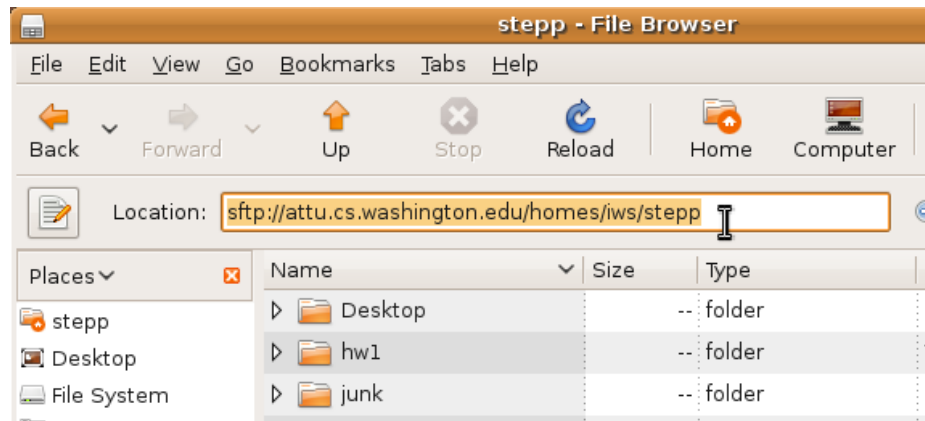 stepp - File Browser
File Edit View Go Bookmarks Tabs Help
Back Forward Up Stop Reload Home Computer
Location: sftp://attu.cs.washington.edu/homes/iws/stepp
Places Name Size Type
stepp
Desktop
File System
Desktop -- folder
hw1 -- folder
junk -- folder